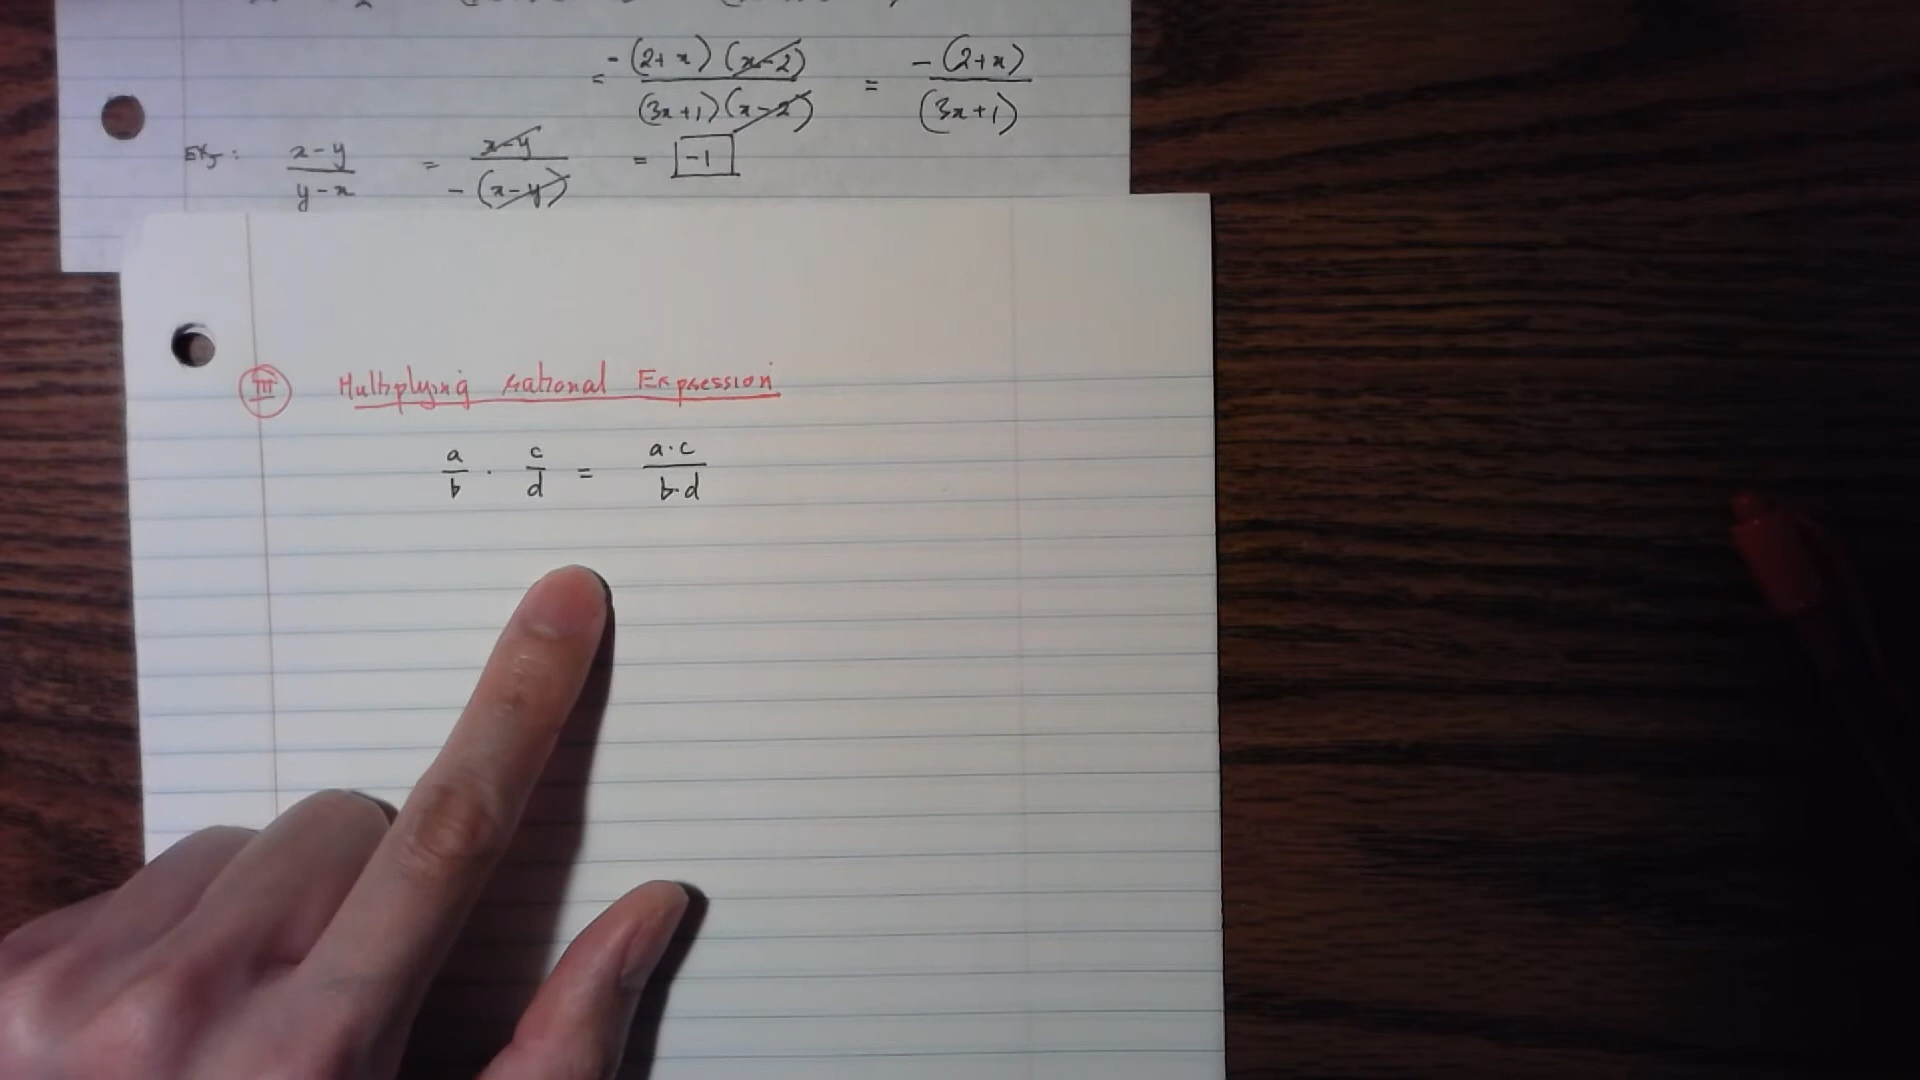 = -(2+x)(x-2) / (3x+1)(x-2) = -(2+x) / (3x+1)
Ex: x-y / y-x = x-y / -(x-y) = -1
III Multiplying rational Expression
a/b · c/d = a·c / b·d